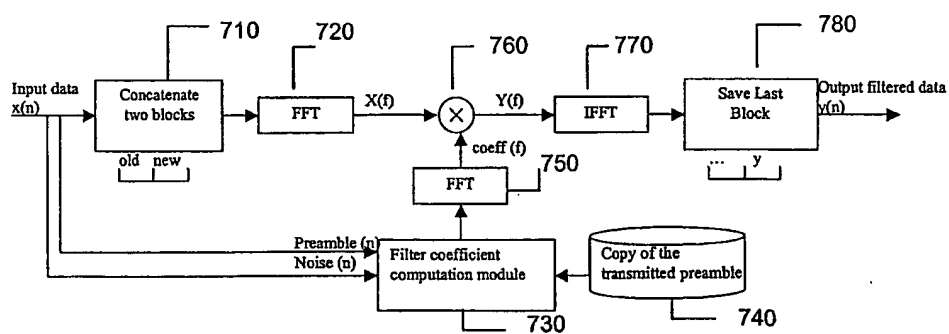 710
720
760
770
780
Input data
x(n)
Concatenate
two blocks
FFT
X(f)
Y(f)
IFFT
Save Last
Block
Output filtered data
y(n)
old new
coeff (f)
750
... y
FFT
Preamble (n)
Noise (n)
Filter coefficient
computation module
Copy of the
transmitted preamble
730
740